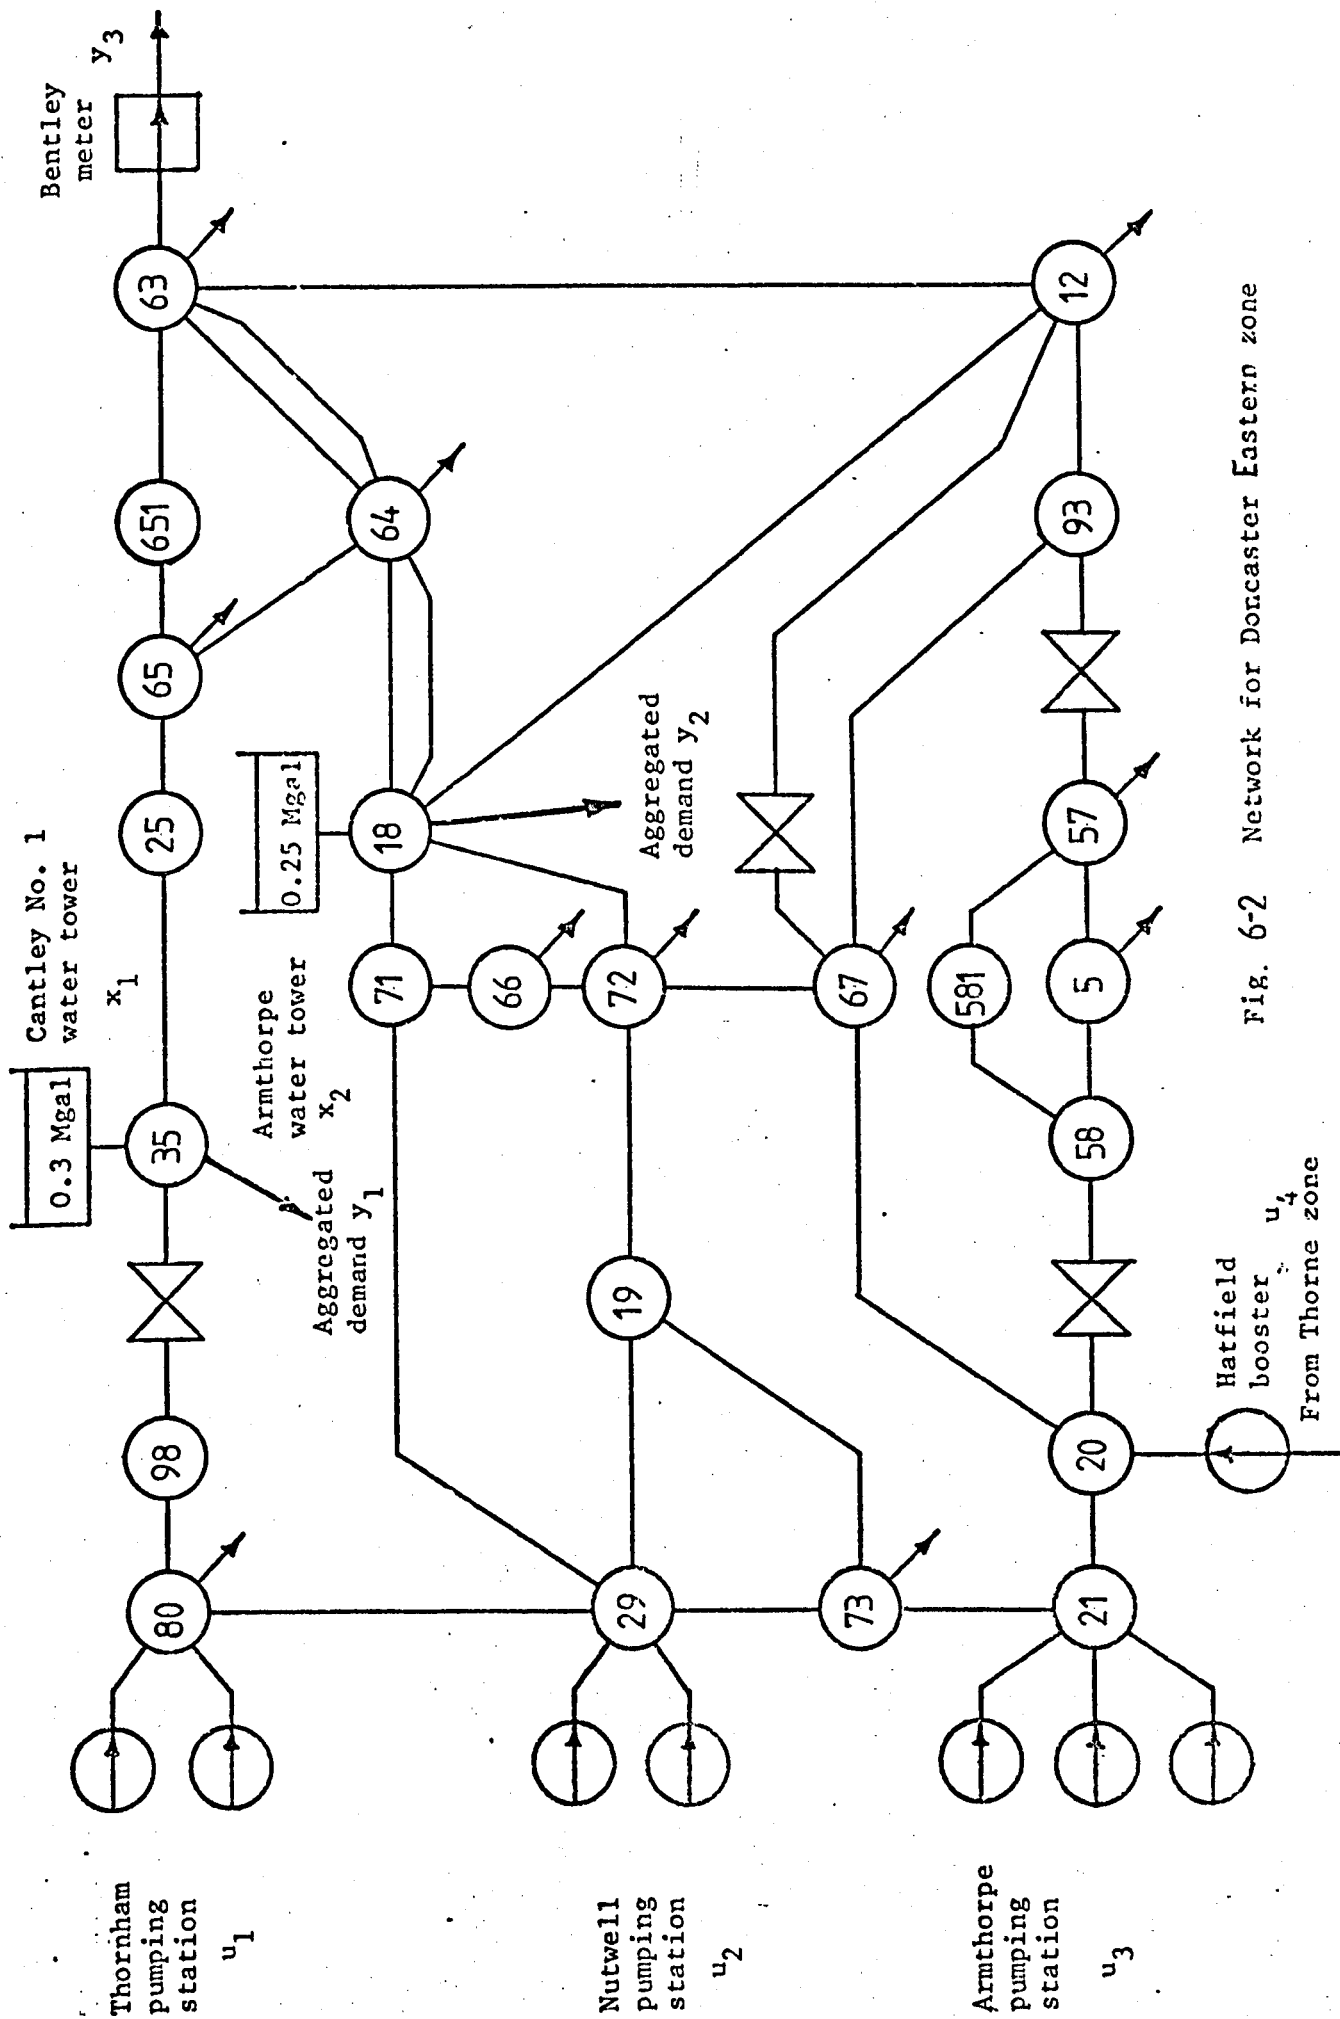 Thornham
pumping
station
u1
Nutwell
pumping
station
u2
Armthorpe
pumping
station
u3
80
98
35
0.3 Mgal
Cantley No. 1
water tower
x1
25
65
651
63
Bentley
meter
y3
Aggregated
demand y1
Armthorpe
water tower
x2
0.25 Mgal
71
18
64
66
Aggregated
demand y2
29
19
72
73
67
12
581
21
20
58
5
57
93
Hatfield
booster
u4
From Thorne zone
Fig. 6-2 Network for Doncaster Eastern zone